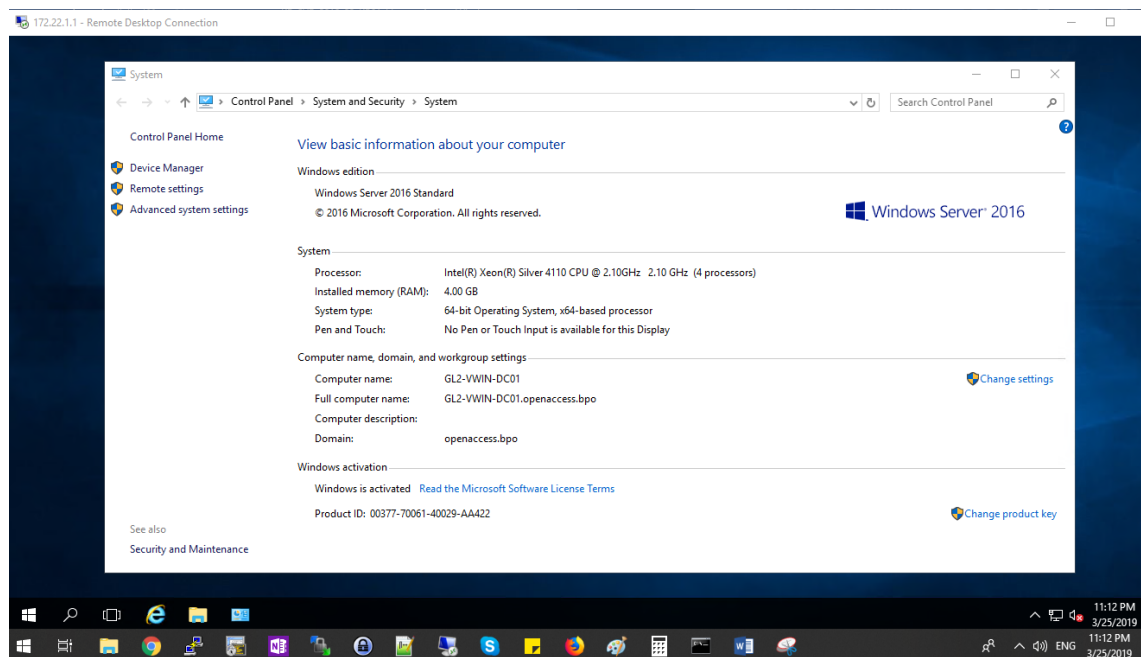 172.22.1.1 - Remote Desktop Connection
System
Control Panel › System and Security › System
Search Control Panel
Control Panel Home
Device Manager
Remote settings
Advanced system settings
View basic information about your computer
Windows edition
Windows Server 2016 Standard
© 2016 Microsoft Corporation. All rights reserved.
Windows Server® 2016
System
Processor: Intel(R) Xeon(R) Silver 4110 CPU @ 2.10GHz 2.10 GHz (4 processors)
Installed memory (RAM): 4.00 GB
System type: 64-bit Operating System, x64-based processor
Pen and Touch: No Pen or Touch Input is available for this Display
Computer name, domain, and workgroup settings
Computer name: GL2-VWIN-DC01
Change settings
Full computer name: GL2-VWIN-DC01.openaccess.bpo
Computer description:
Domain: openaccess.bpo
Windows activation
Windows is activated Read the Microsoft Software License Terms
Product ID: 00377-70061-40029-AA422
Change product key
See also
Security and Maintenance
11:12 PM
3/25/2019
ENG
11:12 PM
3/25/2019